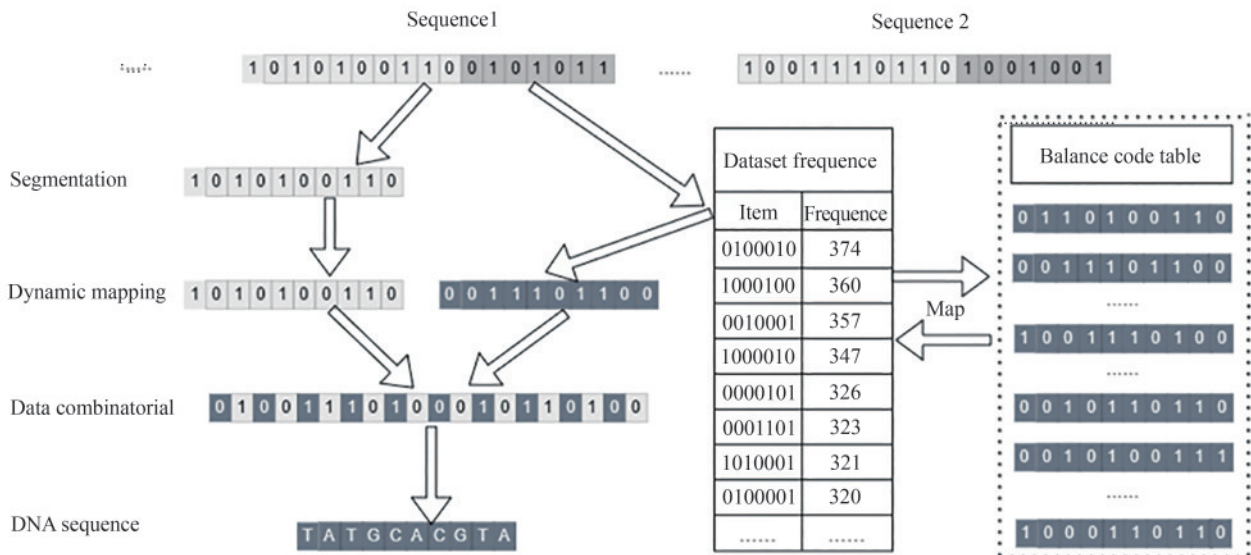 Sequence1
Sequence 2
1 0 1 0 1 0 0 1 1 0 0 1 0 1 0 1 1
......
1 0 0 1 1 1 0 1 1 0 1 0 0 1 0 0 1
Segmentation
1 0 1 0 1 0 0 1 1 0
Dynamic mapping
1 0 1 0 1 0 0 1 1 0
0 0 1 1 1 0 1 1 0 0
Data combinatorial
0 1 0 0 1 1 1 0 1 0 0 0 1 0 1 1 0 1 0 0
DNA sequence
T A T G C A C G T A
Dataset frequence
Item Frequence
0100010 374
1000100 360
0010001 357
1000010 347
0000101 326
0001101 323
1010001 321
0100001 320
...... ......
Map
Balance code table
0 1 1 0 1 0 0 1 1 0
0 0 1 1 1 0 1 1 0 0
......
1 0 0 1 1 1 0 1 0 0
......
0 0 1 0 1 1 0 1 1 0
0 0 1 0 1 0 0 1 1 1
......
1 0 0 0 1 1 0 1 1 0